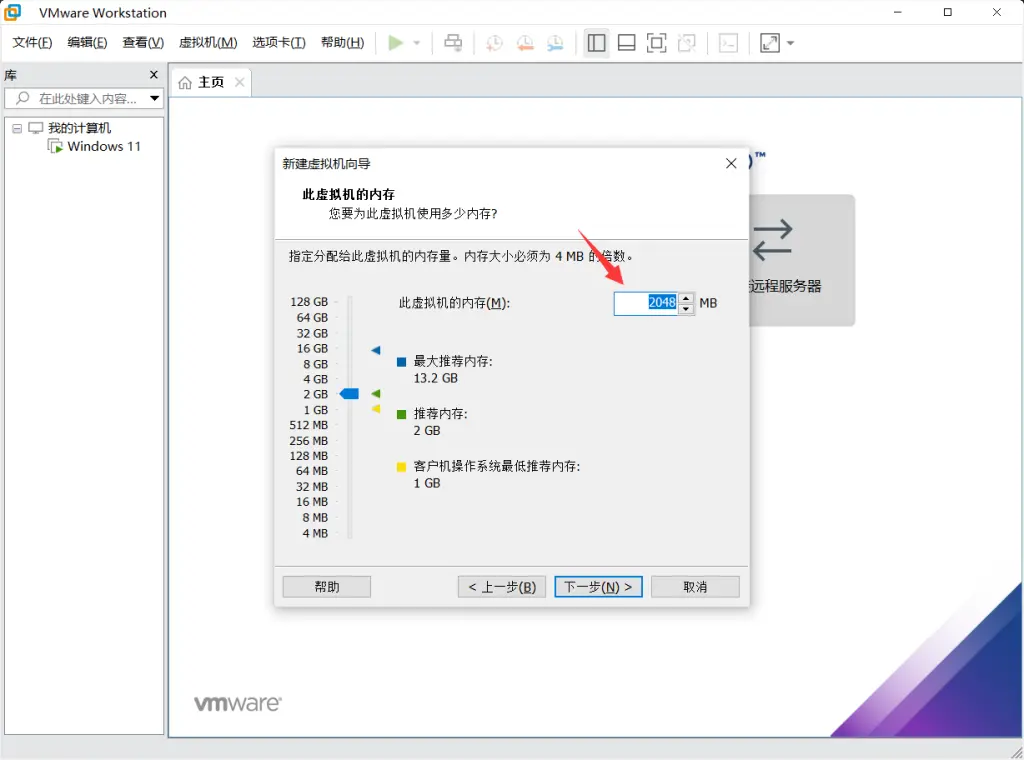 VMware Workstation
文件(F) 编辑(E) 查看(V) 虚拟机(M) 选项卡(T) 帮助(H)
库
主页
在此处键入内容...
我的计算机
Windows 11
™
新建虚拟机向导
此虚拟机的内存
您要为此虚拟机使用多少内存?
指定分配给此虚拟机的内存量。内存大小必须为 4 MB 的倍数。
此虚拟机的内存(M): 2048 MB
128 GB
64 GB
32 GB
16 GB
8 GB
4 GB
2 GB
1 GB
512 MB
256 MB
128 MB
64 MB
32 MB
16 MB
8 MB
4 MB
最大推荐内存:
13.2 GB
推荐内存:
2 GB
客户机操作系统最低推荐内存:
1 GB
远程服务器
帮助 < 上一步(B) 下一步(N) > 取消
vmware®